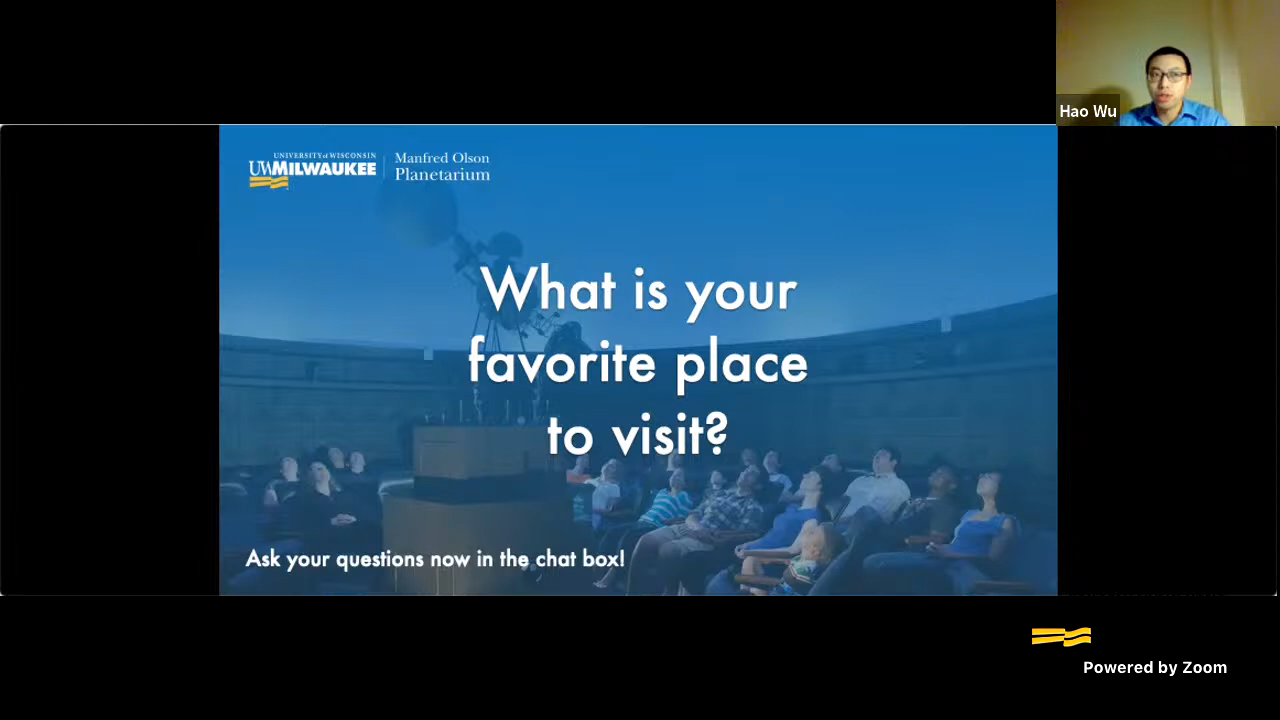 Hao Wu
UNIVERSITY of WISCONSIN
UWMILWAUKEE
Manfred Olson
Planetarium
What is your
favorite place
to visit?
Ask your questions now in the chat box!
Powered by Zoom